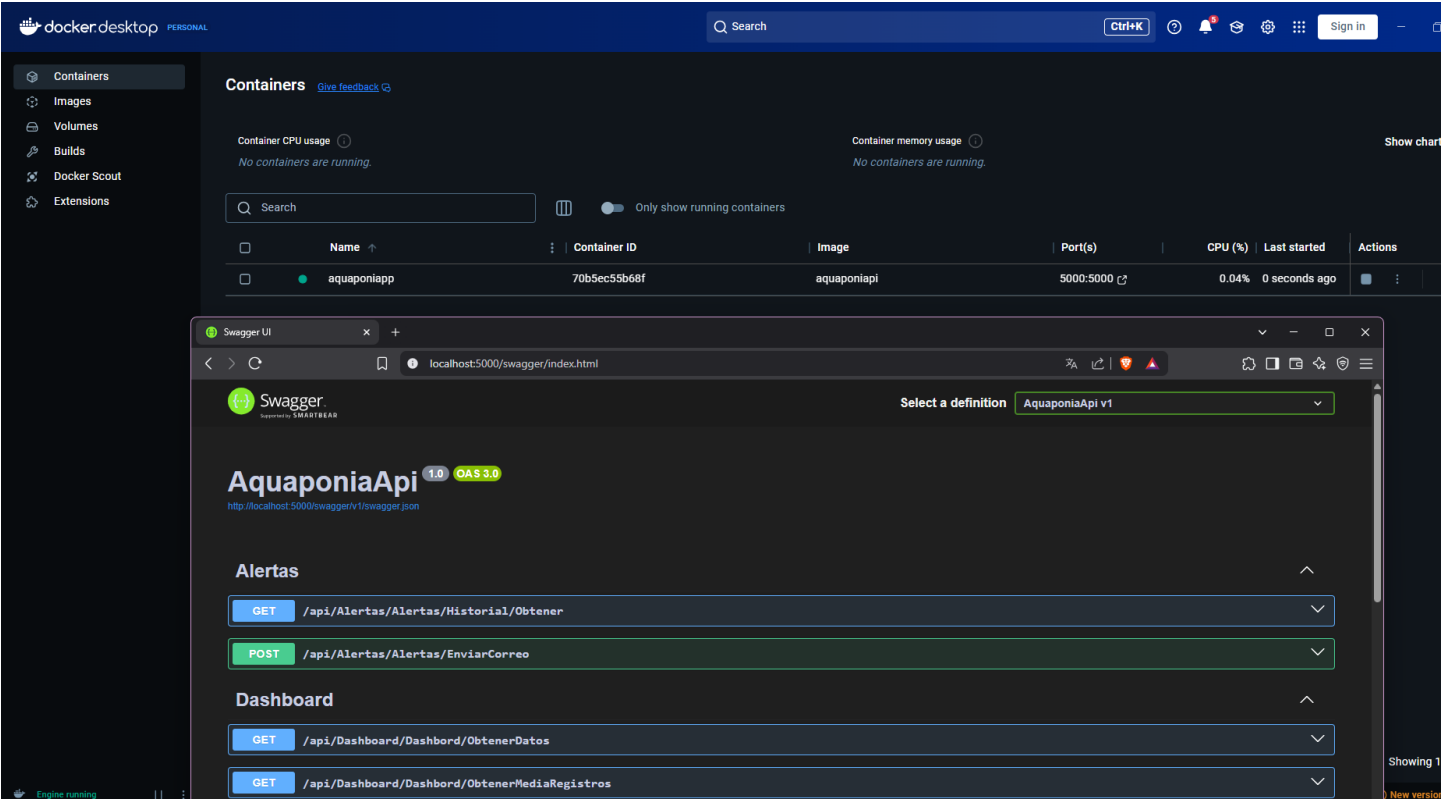 docker desktop PERSONAL
Search
Ctrl+K
5
Sign in
Containers
Images
Volumes
Builds
Docker Scout
Extensions
Containers Give feedback
Container CPU usage
No containers are running.
Container memory usage
No containers are running.
Show chart
Search
Only show running containers
Name Container ID Image Port(s) CPU (%) Last started Actions
aquaponiapp 70b5ec55b68f aquaponiapi 5000:5000 0.04% 0 seconds ago
Swagger UI
localhost:5000/swagger/index.html
Swagger
Supported by SMARTBEAR
Select a definition AquaponiaApi v1
AquaponiaApi 1.0 OAS 3.0
http://localhost:5000/swagger/v1/swagger.json
Alertas
GET /api/Alertas/Alertas/Historial/Obtener
POST /api/Alertas/Alertas/EnviarCorreo
Dashboard
GET /api/Dashboard/Dashbord/ObtenerDatos
GET /api/Dashboard/Dashbord/ObtenerMediaRegistros
Showing 1
Engine running
New version